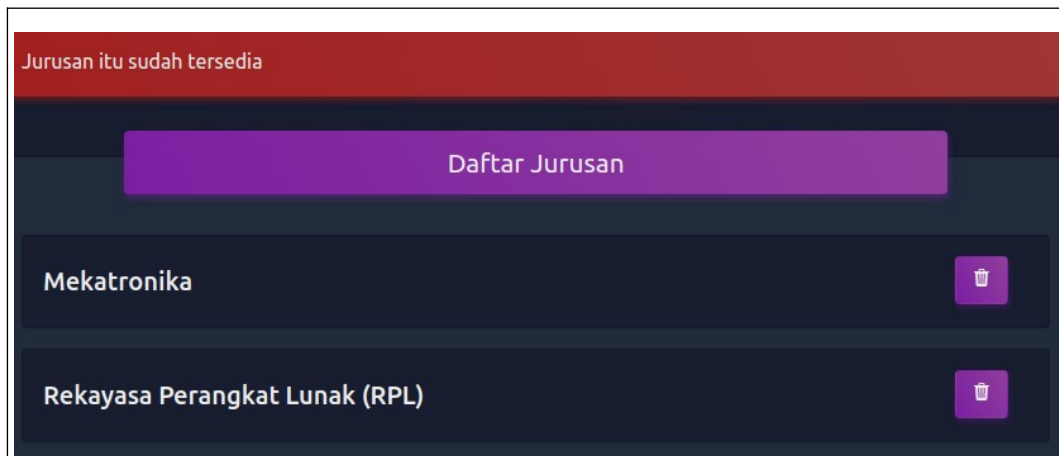 Jurusan itu sudah tersedia
Daftar Jurusan
Mekatronika
Rekayasa Perangkat Lunak (RPL)